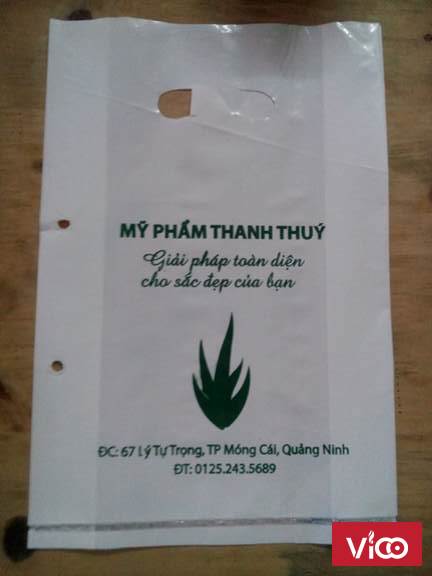 MỸ PHẨM THANH THUÝ
Giải pháp toàn diện
cho sắc đẹp của bạn
ĐC: 67 Lý Tự Trọng, TP Móng Cái, Quảng Ninh
ĐT: 0125.243.5689
vico